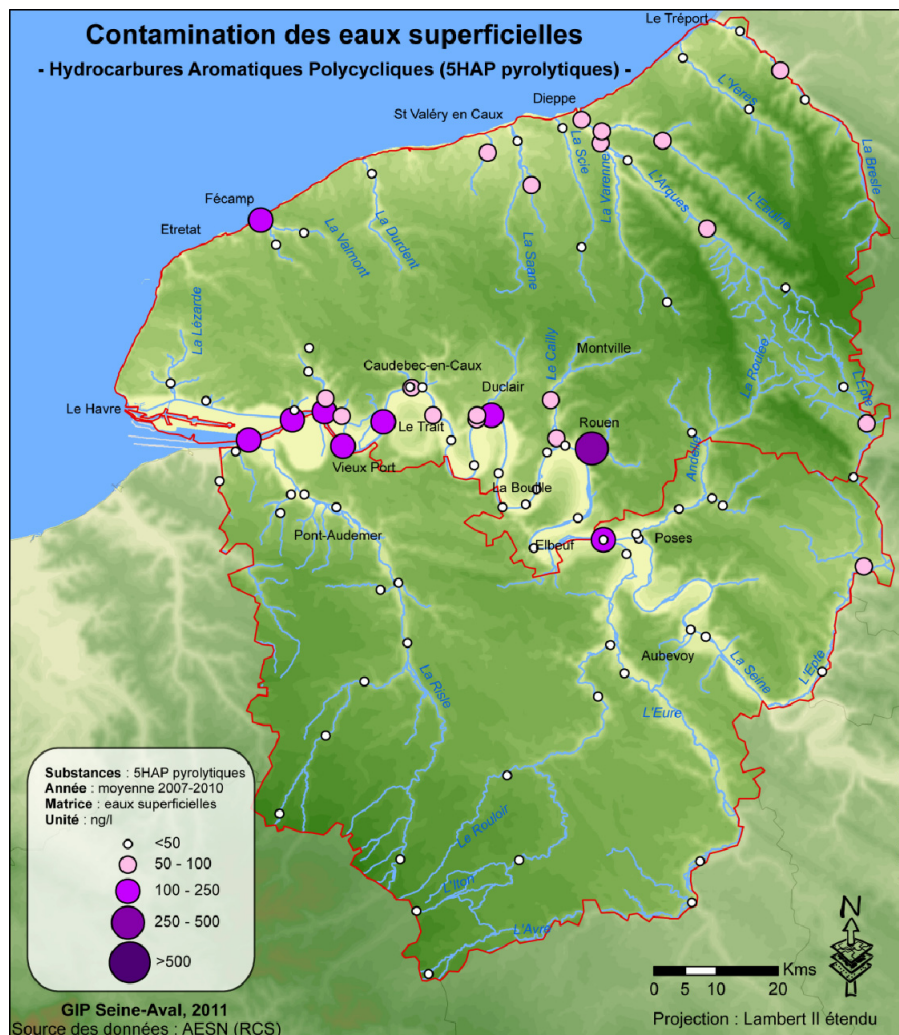 Contamination des eaux superficielles
- Hydrocarbures Aromatiques Polycycliques (5HAP pyrolytiques) -
Le Tréport
L'Yeres
Dieppe
St Valéry en Caux
La Scie
La Varenne
L'Arques
L'Eaulne
La Bresle
Fécamp
Etretat
La Valmont
La Durdent
La Saane
La Lézarde
Caudebec-en-Caux
Le Cailly
Montville
La Roulée
L'Epte
Duclair
Le Havre
Le Trait
Rouen
Vieux Port
Andelle
La Bouille
Pont-Audemer
Elbeuf
Poses
Aubevoy
La Seine
L'Epte
La Risle
L'Eure
Le Rouloir
L'Iton
L'Avre
Substances : 5HAP pyrolytiques
Année : moyenne 2007-2010
Matrice : eaux superficielles
Unité : ng/l
<50
50 - 100
100 - 250
250 - 500
>500
N
Kms
0 5 10 20
GIP Seine-Aval, 2011
Source des données : AESN (RCS)
Projection : Lambert II étendu